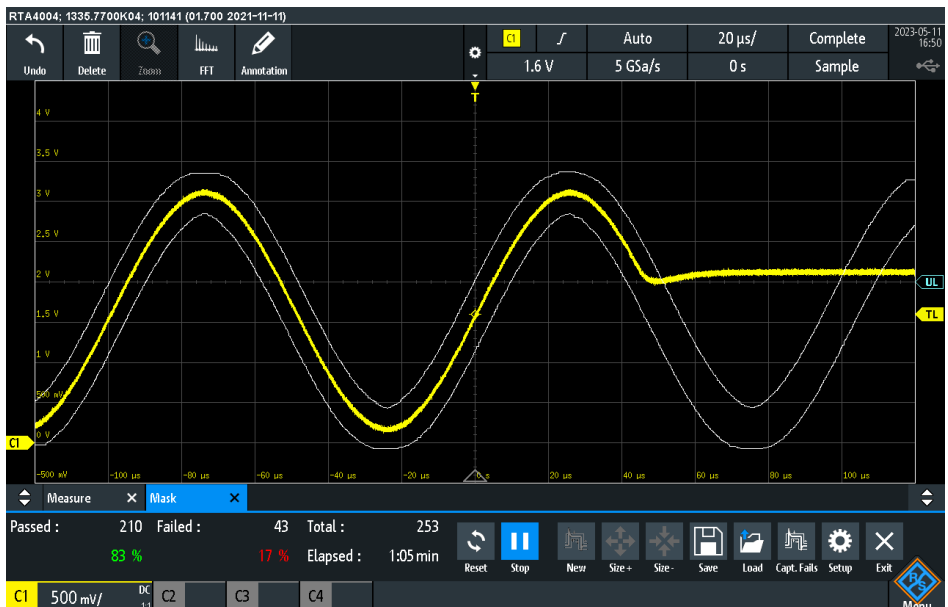 RTA4004; 1335.7700K04; 101141 (01.700 2021-11-11)
Undo Delete Zoom FFT Annotation
C1 Auto 20 µs/ Complete
1.6 V 5 GSa/s 0 s Sample
2023-05-11
16:50
T
4 V
3.5 V
3 V
2.5 V
2 V
UL
1.5 V
TL
1 V
500 mV
C1 0 V
-500 mV -100 µs -80 µs -60 µs -40 µs -20 µs 0 s 20 µs 40 µs 60 µs 80 µs 100 µs
Measure Mask
Passed : 210 Failed : 43 Total : 253
83 % 17 % Elapsed : 1:05 min
Reset Stop New Size + Size - Save Load Capt. Fails Setup Exit
C1 500 mV/ DC 1:1 C2 C3 C4
R&S
Menu